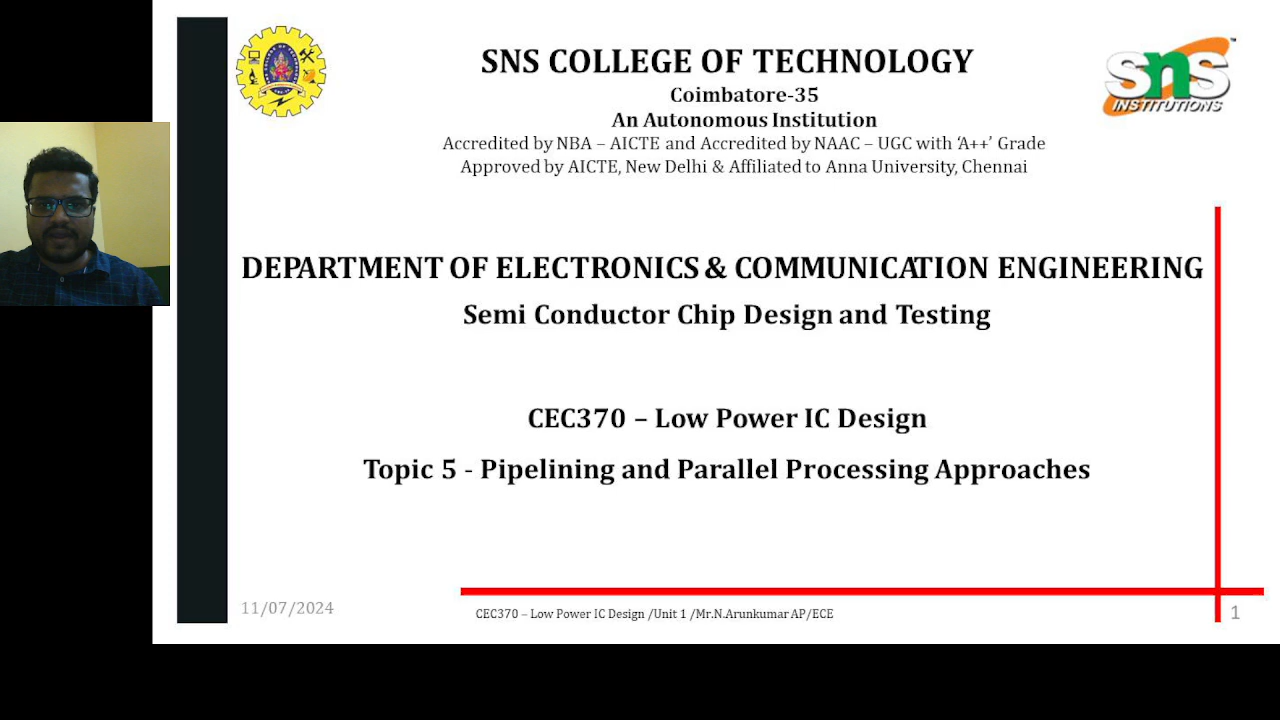 SNS COLLEGE OF TECHNOLOGY
Coimbatore-35
An Autonomous Institution
Accredited by NBA – AICTE and Accredited by NAAC – UGC with ‘A++’ Grade
Approved by AICTE, New Delhi & Affiliated to Anna University, Chennai
SNS
INSTITUTIONS
TM
DEPARTMENT OF ELECTRONICS & COMMUNICATION ENGINEERING
Semi Conductor Chip Design and Testing
CEC370 – Low Power IC Design
Topic 5 - Pipelining and Parallel Processing Approaches
11/07/2024
CEC370 – Low Power IC Design /Unit 1 /Mr.N.Arunkumar AP/ECE
1